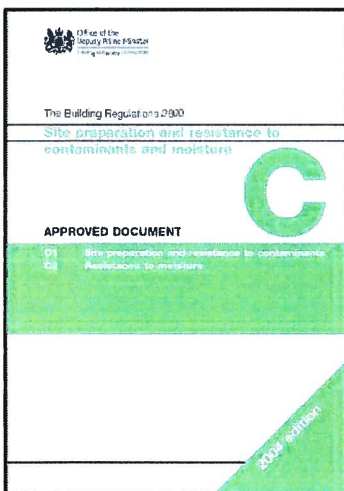 Office of the
Deputy Prime Minister
The Building Regulations 2000
Site preparation and resistance to
contaminants and moisture
C
APPROVED DOCUMENT
C1 Site preparation and resistance to contaminants
C2 Resistance to moisture
2004 edition